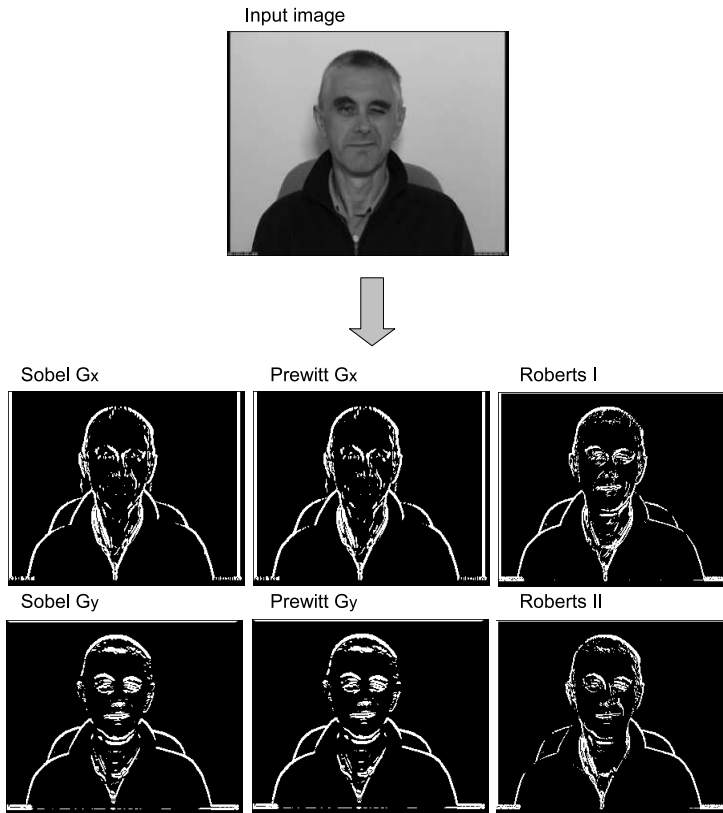 Input image
Sobel Gx
Prewitt Gx
Roberts I
Sobel Gy
Prewitt Gy
Roberts II